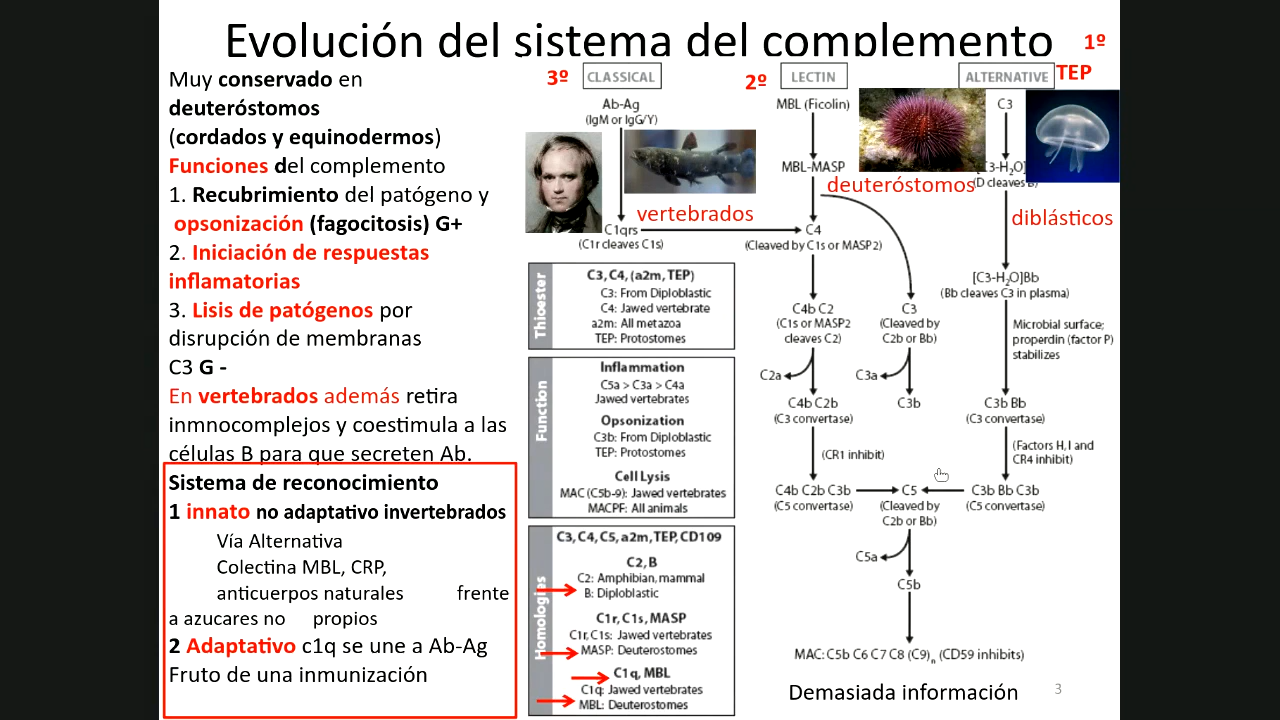 Evolución del sistema del complemento
Muy conservado en
deuteróstomos
(cordados y equinodermos)
Funciones del complemento
1. Recubrimiento del patógeno y
opsonización (fagocitosis) G+
2. Iniciación de respuestas
inflamatorias
3. Lisis de patógenos por
disrupción de membranas
C3 G -
En vertebrados además retira
inmnocomplejos y coestimula a las
células B para que secreten Ab.
Sistema de reconocimiento
1 innato no adaptativo invertebrados
Vía Alternativa
Colectina MBL, CRP,
anticuerpos naturales frente
a azucares no propios
2 Adaptativo c1q se une a Ab-Ag
Fruto de una inmunización
3º CLASSICAL
Ab-Ag
(IgM or IgG/Y)
vertebrados
C1qrs
(C1r cleaves C1s)
Thioester
C3, C4, (a2m, TEP)
C3: From Diploblastic
C4: Jawed vertebrate
a2m: All metazoa
TEP: Protostomes
Function
Inflammation
C5a > C3a > C4a
Jawed vertebrates
Opsonization
C3b: From Diploblastic
TEP: Protostomes
Cell Lysis
MAC (C5b-9): Jawed vertebrates
MACPF: All animals
Homologies
C3, C4, C5, a2m, TEP, CD109
C2, B
C2: Amphibian, mammal
B: Diploblastic
C1r, C1s, MASP
C1r, C1s: Jawed vertebrates
MASP: Deuterostomes
C1q, MBL
C1q: Jawed vertebrates
MBL: Deuterostomes
2º LECTIN
MBL (Ficolin)
MBL-MASP
deuteróstomos
C4
(Cleaved by C1s or MASP2)
C4b C2
(C1s or MASP2
cleaves C2)
C2a
C4b C2b
(C3 convertase)
(CR1 inhibit)
C4b C2b C3b
(C5 convertase)
C3
(Cleaved by
C2b or Bb)
C3a
C3b
1º
ALTERNATIVE TEP
C3
[C3-H2O]
(D cleaves
diblásticos
[C3-H2O]Bb
(Bb cleaves C3 in plasma)
Microbial surface;
properdin (factor P)
stabilizes
C3b Bb
(C3 convertase)
(Factors H, I and
CR4 inhibit)
C3b Bb C3b
(C5 convertase)
C5
(Cleaved by
C2b or Bb)
C5a
C5b
MAC: C5b C6 C7 C8 (C9)n (CD59 inhibits)
Demasiada información
3